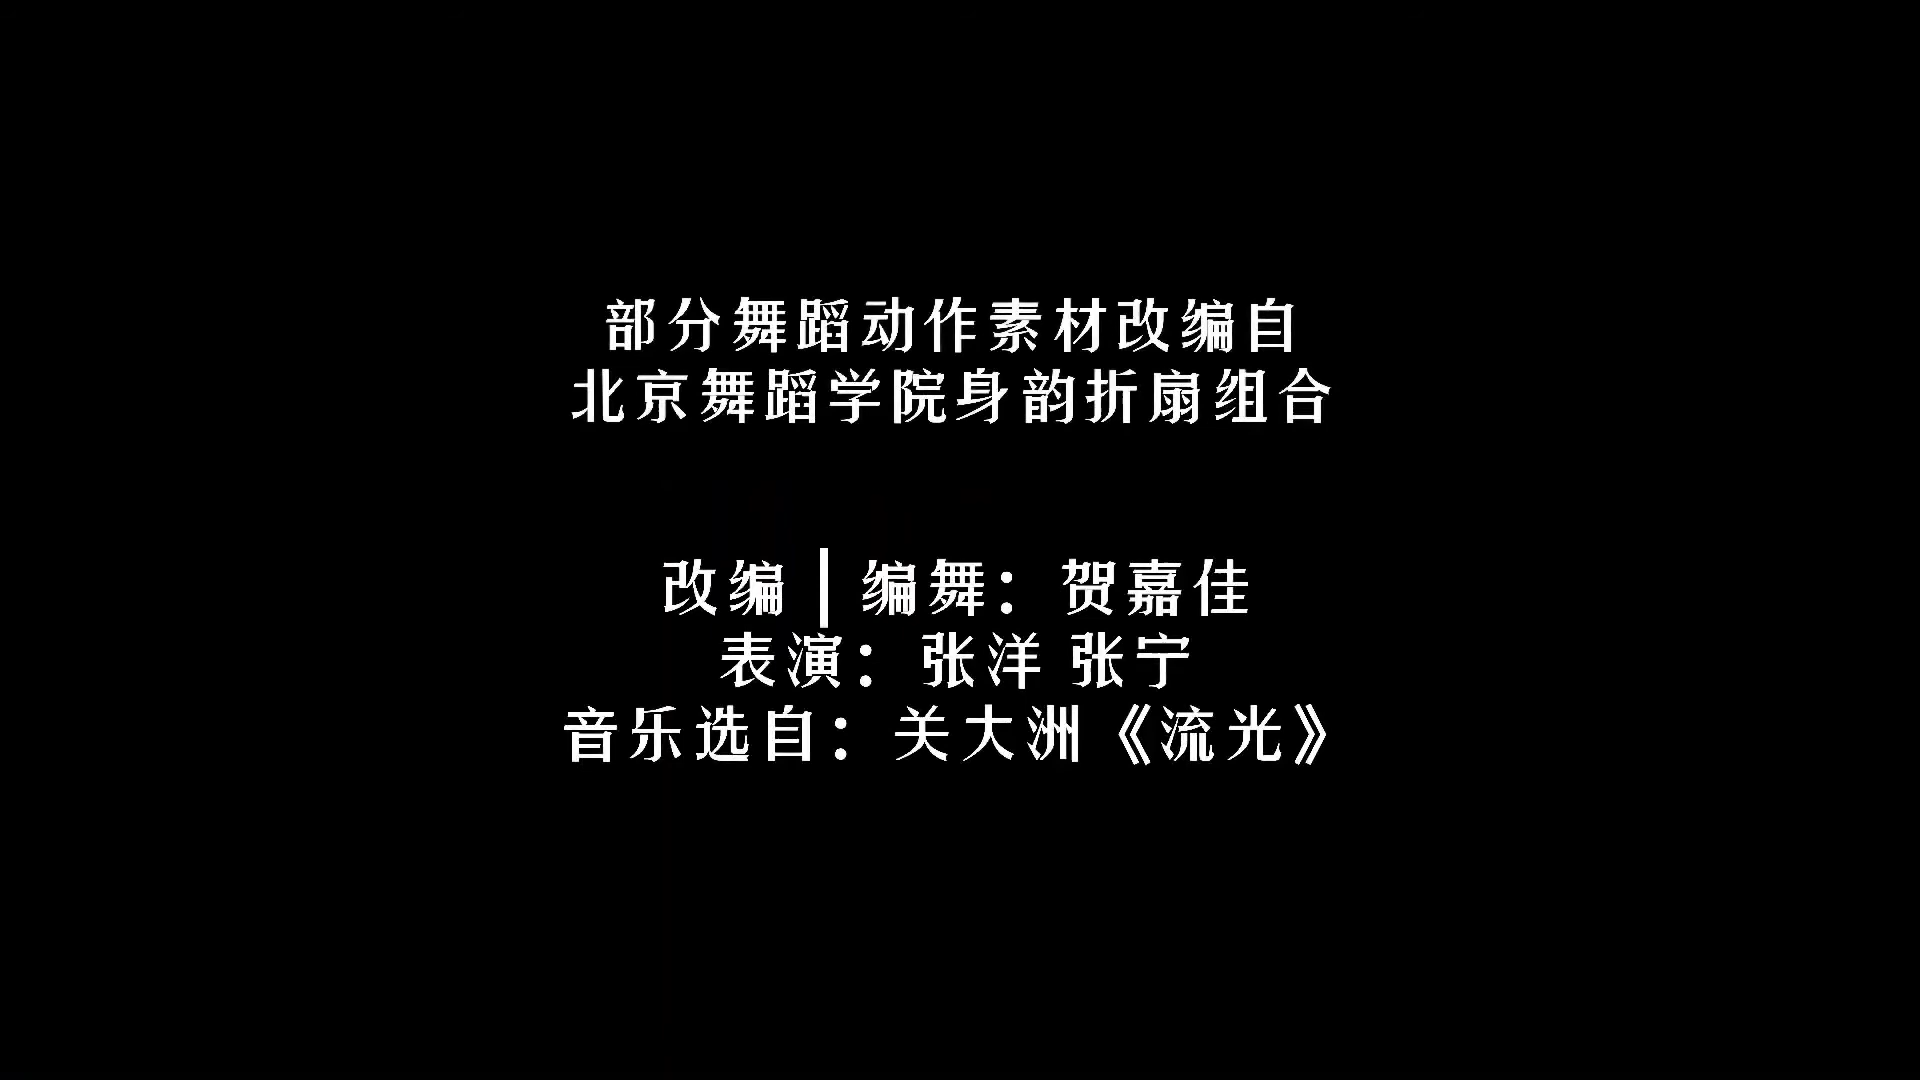 部分舞蹈动作素材改编自
北京舞蹈学院身韵折扇组合
改编 | 编舞：贺嘉佳
表演：张洋 张宁
音乐选自：关大洲《流光》